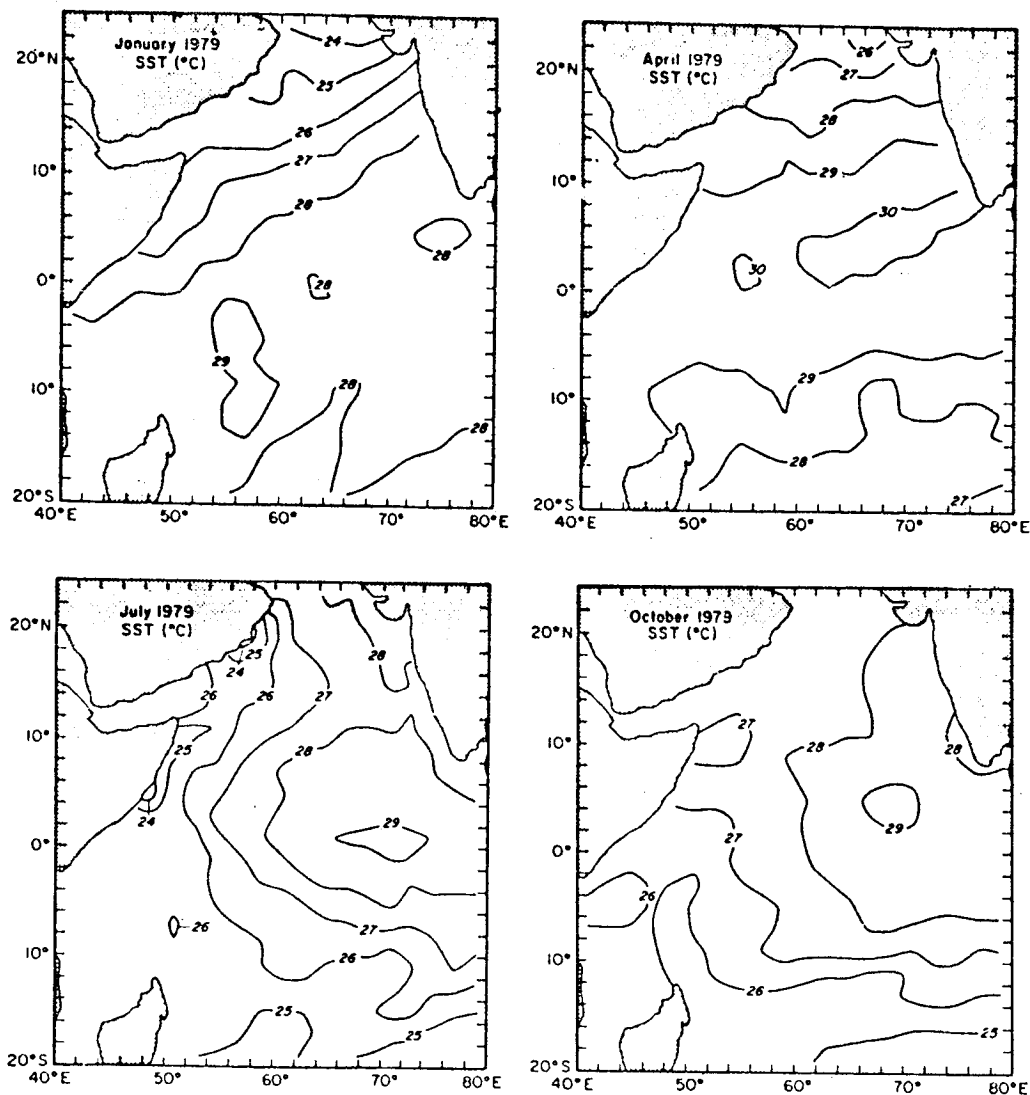 January 1979
SST (°C)
24
25
26
27
28
28
28
29
28
28
20°N
10°
0°
10°
20°S
40°E
50°
60°
70°
80°E
April 1979
SST (°C)
26
27
28
29
30
30
29
28
27
20°N
10°
0°
10°
20°S
40°E
50°
60°
70°
80°E
July 1979
SST (°C)
25
24
28
26
26
27
25
28
24
29
26
27
26
25
25
20°N
10°
0°
10°
20°S
40°E
50°
60°
70°
80°E
October 1979
SST (°C)
27
28
28
29
27
26
26
25
20°N
10°
0°
10°
20°S
40°E
50°
60°
70°
80°E